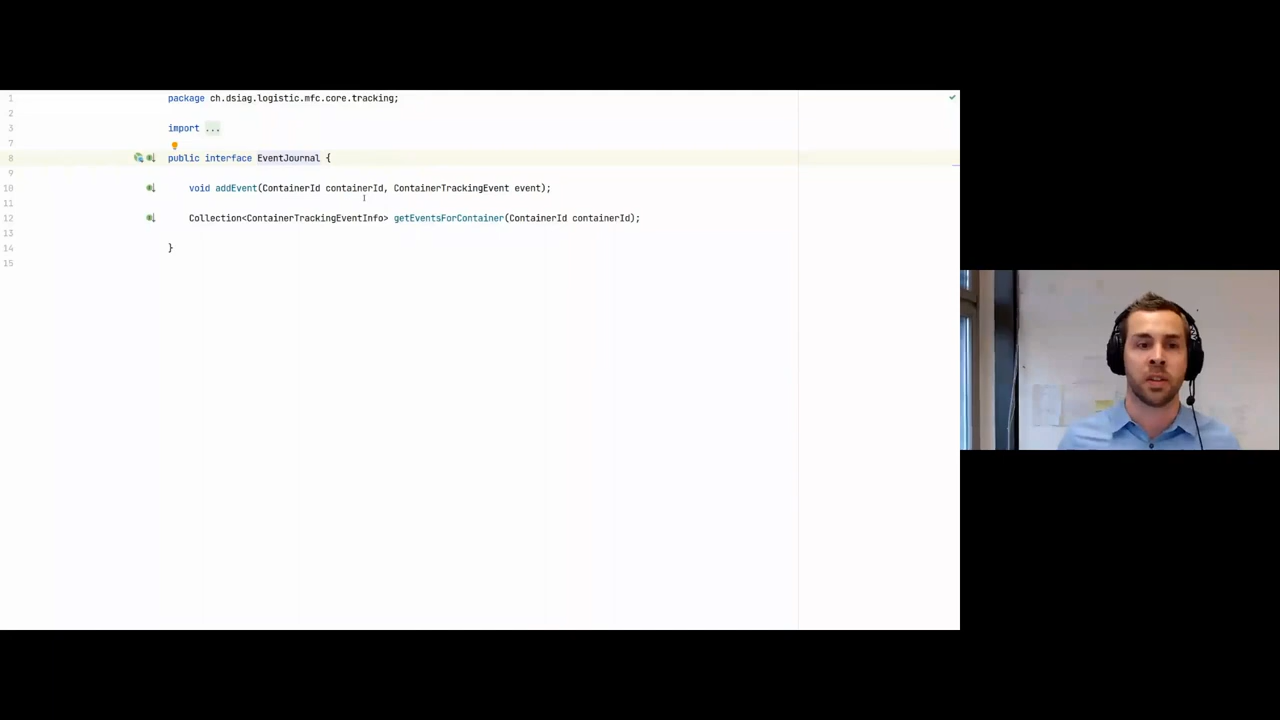 1 package ch.dsiag.logistic.mfc.core.tracking;
2
3 import ...
7
8 public interface EventJournal {
9
10 void addEvent(ContainerId containerId, ContainerTrackingEvent event);
11
12 Collection<ContainerTrackingEventInfo> getEventsForContainer(ContainerId containerId);
13
14 }
15